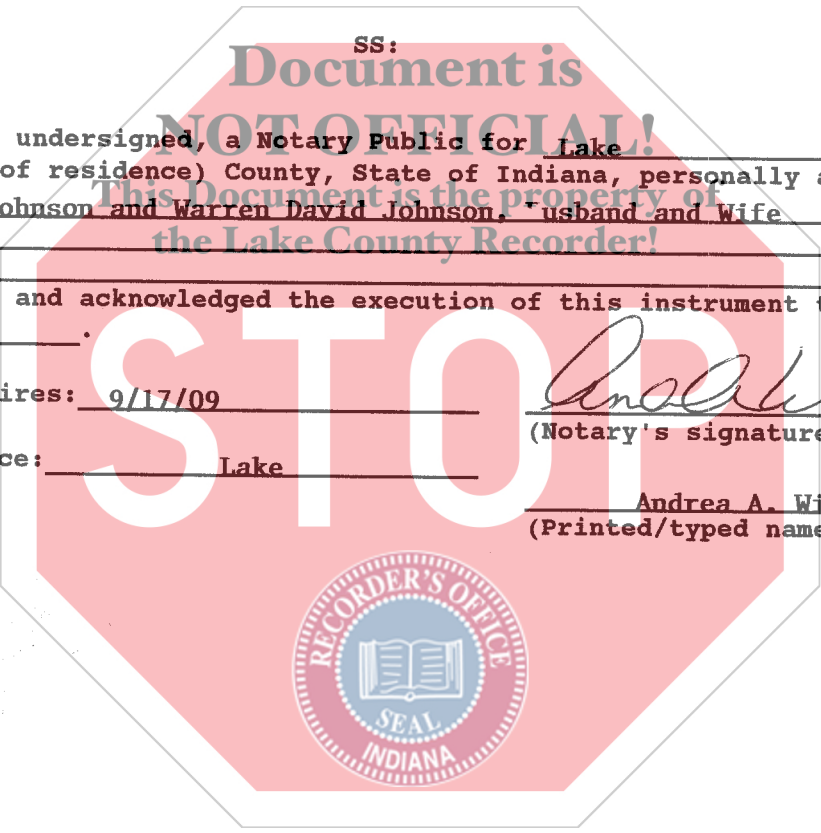 SS:
Document is
NOT OFFICIAL!
undersigned, a Notary Public for Lake
of residence) County, State of Indiana, personally a
This Document is the property of
ohnson and Warren David Johnson, usband and Wife
the Lake County Recorder!
and acknowledged the execution of this instrument t
.
STOP
ires: 9/17/09
(Notary's signature
ce: Lake
Andrea A. Wi
(Printed/typed name
RECORDER'S OFFICE
SEAL
INDIANA